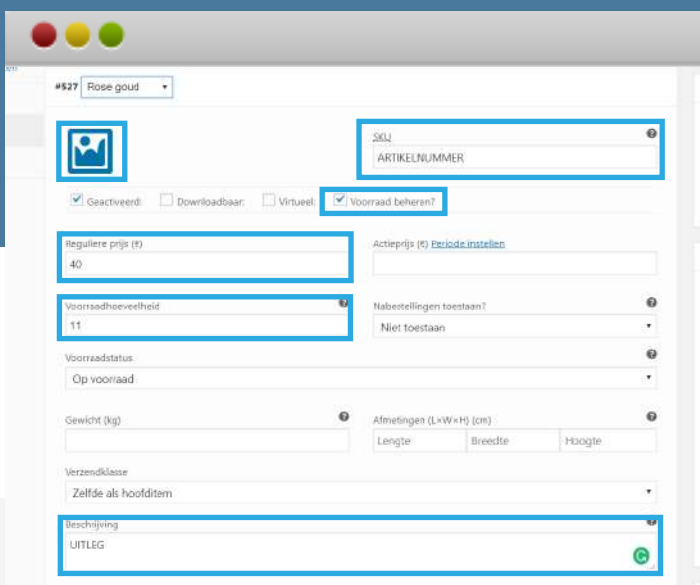 #527 Rose goud
SKU
ARTIKELNUMMER
Geactiveerd: Downloadbaar: Virtueel: Voorraad beheren?
Reguliere prijs (€) Actieprijs (€) Periode instellen
40
Voorraadhoeveelheid Nabestellingen toestaan?
11 Niet toestaan
Voorraadstatus
Op voorraad
Gewicht (kg) Afmetingen (L×W×H) (cm)
Lengte Breedte Hoogte
Verzendklasse
Zelfde als hoofditem
Beschrijving
UITLEG